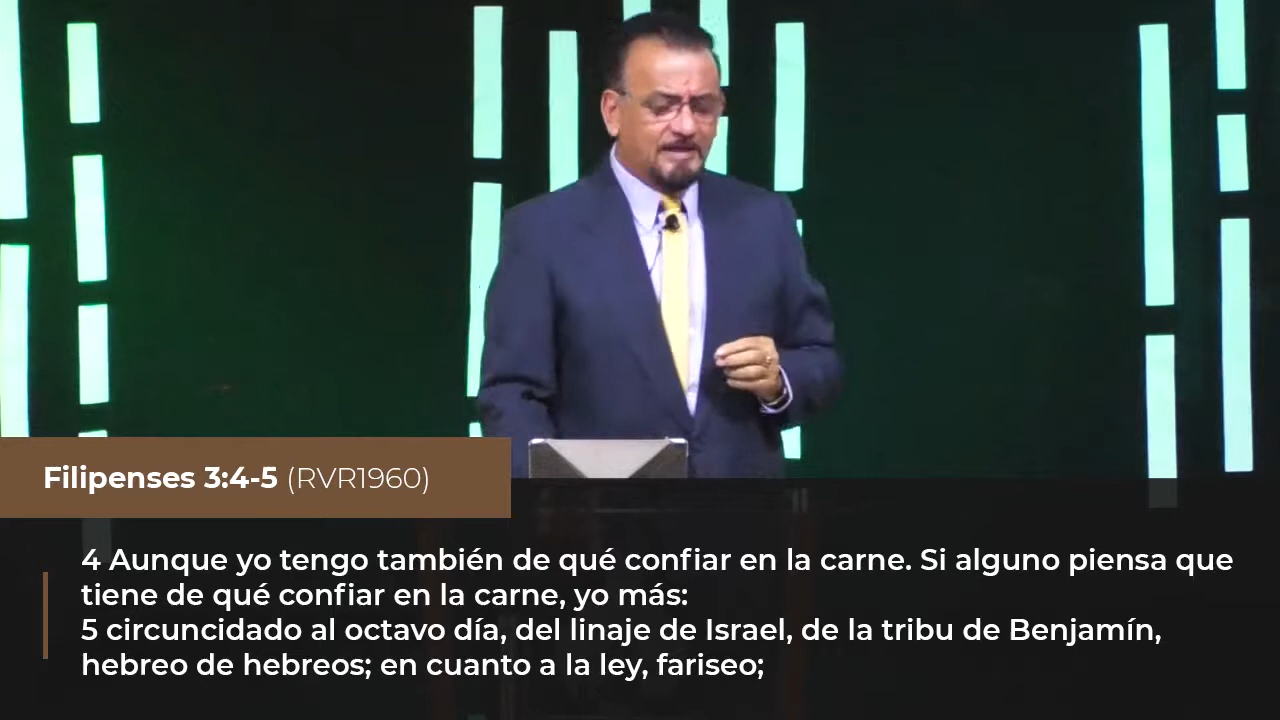 Filipenses 3:4-5 (RVR1960)
4 Aunque yo tengo también de qué confiar en la carne. Si alguno piensa que
tiene de qué confiar en la carne, yo más:
5 circuncidado al octavo día, del linaje de Israel, de la tribu de Benjamín,
hebreo de hebreos; en cuanto a la ley, fariseo;